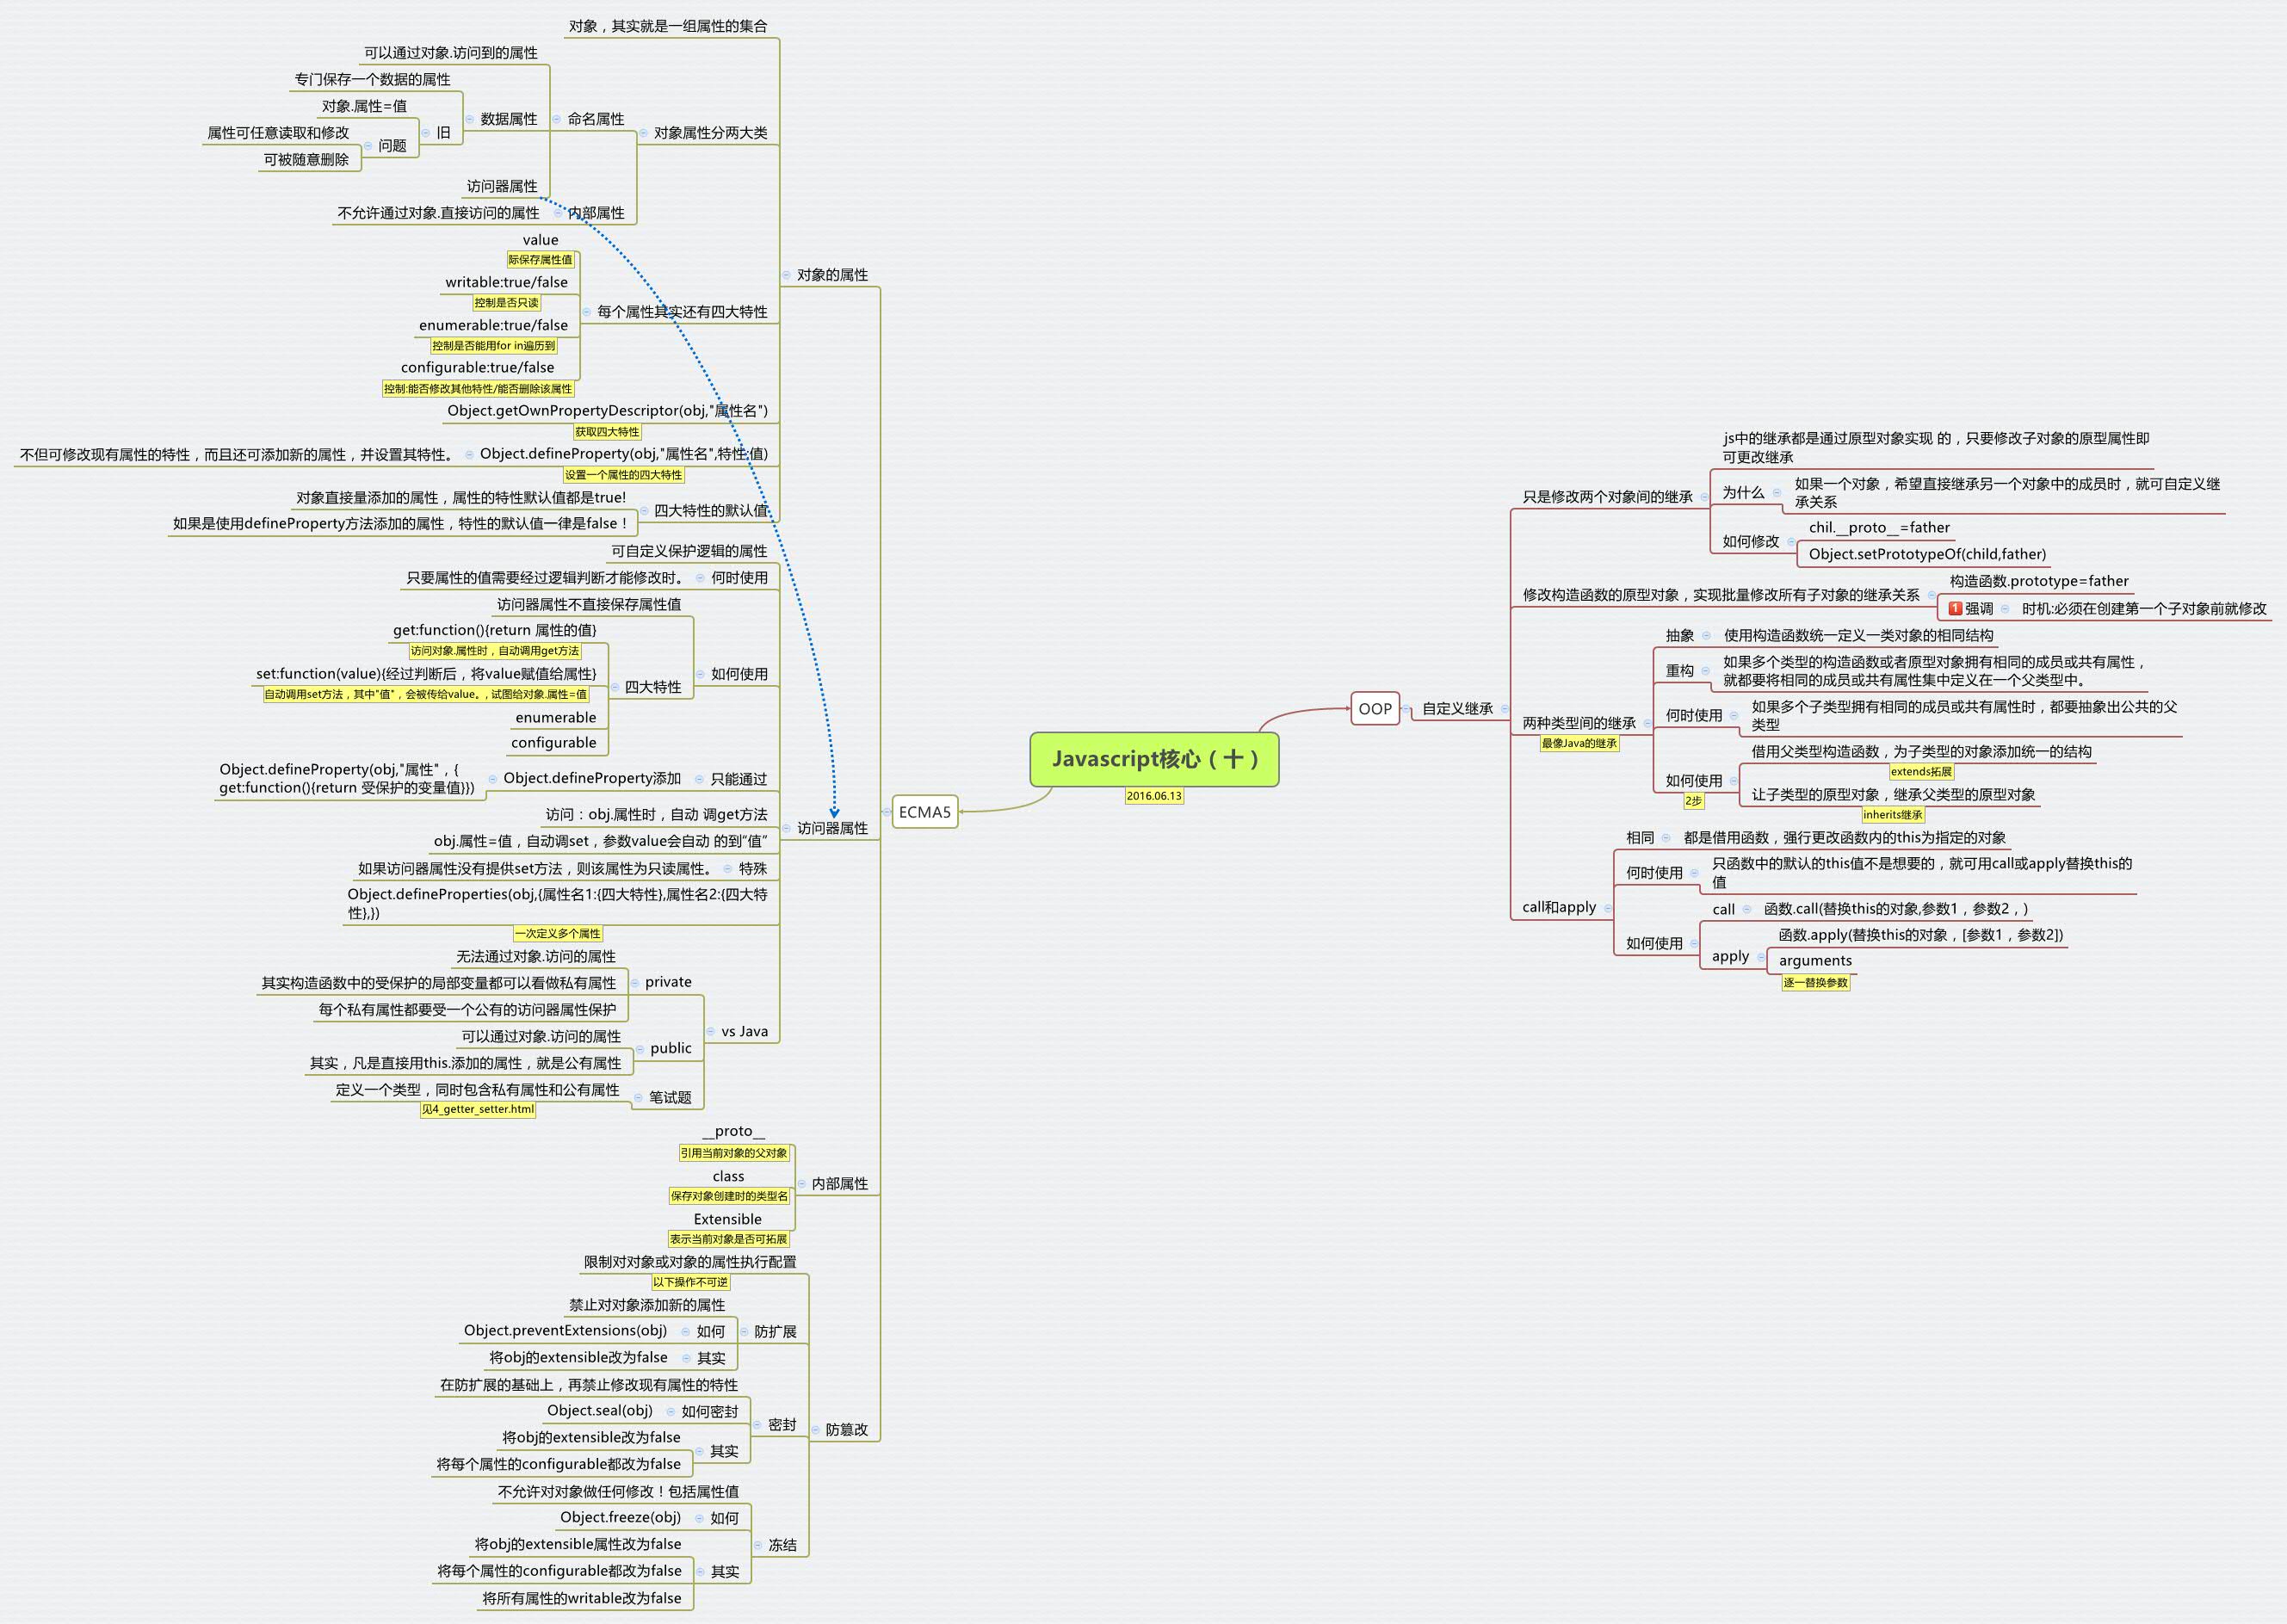 Javascript核心（十）
2016.06.13
OOP
自定义继承
只是修改两个对象间的继承
js中的继承都是通过原型对象实现 的，只要修改子对象的原型属性即
可更改继承
为什么
如果一个对象，希望直接继承另一个对象中的成员时，就可自定义继
承关系
如何修改
chil.__proto__=father
Object.setPrototypeOf(child,father)
修改构造函数的原型对象，实现批量修改所有子对象的继承关系
构造函数.prototype=father
1 强调
时机:必须在创建第一个子对象前就修改
两种类型间的继承
最像Java的继承
抽象
使用构造函数统一定义一类对象的相同结构
重构
如果多个类型的构造函数或者原型对象拥有相同的成员或共有属性，
就都要将相同的成员或共有属性集中定义在一个父类型中。
何时使用
如果多个子类型拥有相同的成员或共有属性时，都要抽象出公共的父
类型
如何使用
2步
借用父类型构造函数，为子类型的对象添加统一的结构
extends拓展
让子类型的原型对象，继承父类型的原型对象
inherits继承
call和apply
相同
都是借用函数，强行更改函数内的this为指定的对象
何时使用
只函数中的默认的this值不是想要的，就可用call或apply替换this的
值
如何使用
call
函数.call(替换this的对象,参数1，参数2，)
apply
函数.apply(替换this的对象，[参数1，参数2])
arguments
逐一替换参数
ECMA5
对象的属性
对象，其实就是一组属性的集合
对象属性分两大类
命名属性
可以通过对象.访问到的属性
数据属性
专门保存一个数据的属性
旧
对象.属性=值
问题
属性可任意读取和修改
可被随意删除
访问器属性
内部属性
不允许通过对象.直接访问的属性
每个属性其实还有四大特性
value
际保存属性值
writable:true/false
控制是否只读
enumerable:true/false
控制是否能用for in遍历到
configurable:true/false
控制:能否修改其他特性/能否删除该属性
Object.getOwnPropertyDescriptor(obj,"属性名")
获取四大特性
Object.defineProperty(obj,"属性名",特性:值)
设置一个属性的四大特性
不但可修改现有属性的特性，而且还可添加新的属性，并设置其特性。
四大特性的默认值
对象直接量添加的属性，属性的特性默认值都是true!
如果是使用defineProperty方法添加的属性，特性的默认值一律是false！
访问器属性
可自定义保护逻辑的属性
何时使用
只要属性的值需要经过逻辑判断才能修改时。
如何使用
访问器属性不直接保存属性值
四大特性
get:function(){return 属性的值}
访问对象.属性时，自动调用get方法
set:function(value){经过判断后，将value赋值给属性}
自动调用set方法，其中"值"，会被传给value。, 试图给对象.属性=值
enumerable
configurable
只能通过
Object.defineProperty添加
Object.defineProperty(obj,"属性"，{
get:function(){return 受保护的变量值}})
访问：obj.属性时，自动 调get方法
obj.属性=值，自动调set，参数value会自动 的到“值”
特殊
如果访问器属性没有提供set方法，则该属性为只读属性。
Object.defineProperties(obj,{属性名1:{四大特性},属性名2:{四大特
性},})
一次定义多个属性
vs Java
private
无法通过对象.访问的属性
其实构造函数中的受保护的局部变量都可以看做私有属性
每个私有属性都要受一个公有的访问器属性保护
public
可以通过对象.访问的属性
其实，凡是直接用this.添加的属性，就是公有属性
笔试题
定义一个类型，同时包含私有属性和公有属性
见4_getter_setter.html
内部属性
__proto__
引用当前对象的父对象
class
保存对象创建时的类型名
Extensible
表示当前对象是否可拓展
防篡改
限制对对象或对象的属性执行配置
以下操作不可逆
防扩展
禁止对对象添加新的属性
如何
Object.preventExtensions(obj)
其实
将obj的extensible改为false
密封
在防扩展的基础上，再禁止修改现有属性的特性
如何密封
Object.seal(obj)
其实
将obj的extensible改为false
将每个属性的configurable都改为false
冻结
不允许对对象做任何修改！包括属性值
如何
Object.freeze(obj)
其实
将obj的extensible属性改为false
将每个属性的configurable都改为false
将所有属性的writable改为false